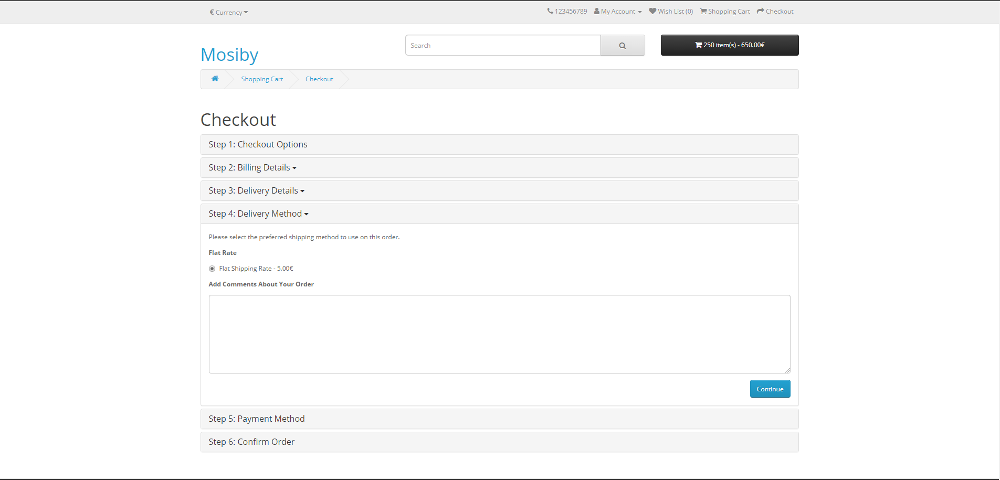 € Currency
123456789 My Account Wish List (0) Shopping Cart Checkout
Mosiby
Search
250 item(s) - 650.00€
Shopping Cart Checkout
Checkout
Step 1: Checkout Options
Step 2: Billing Details
Step 3: Delivery Details
Step 4: Delivery Method
Please select the preferred shipping method to use on this order.
Flat Rate
Flat Shipping Rate - 5.00€
Add Comments About Your Order
Continue
Step 5: Payment Method
Step 6: Confirm Order